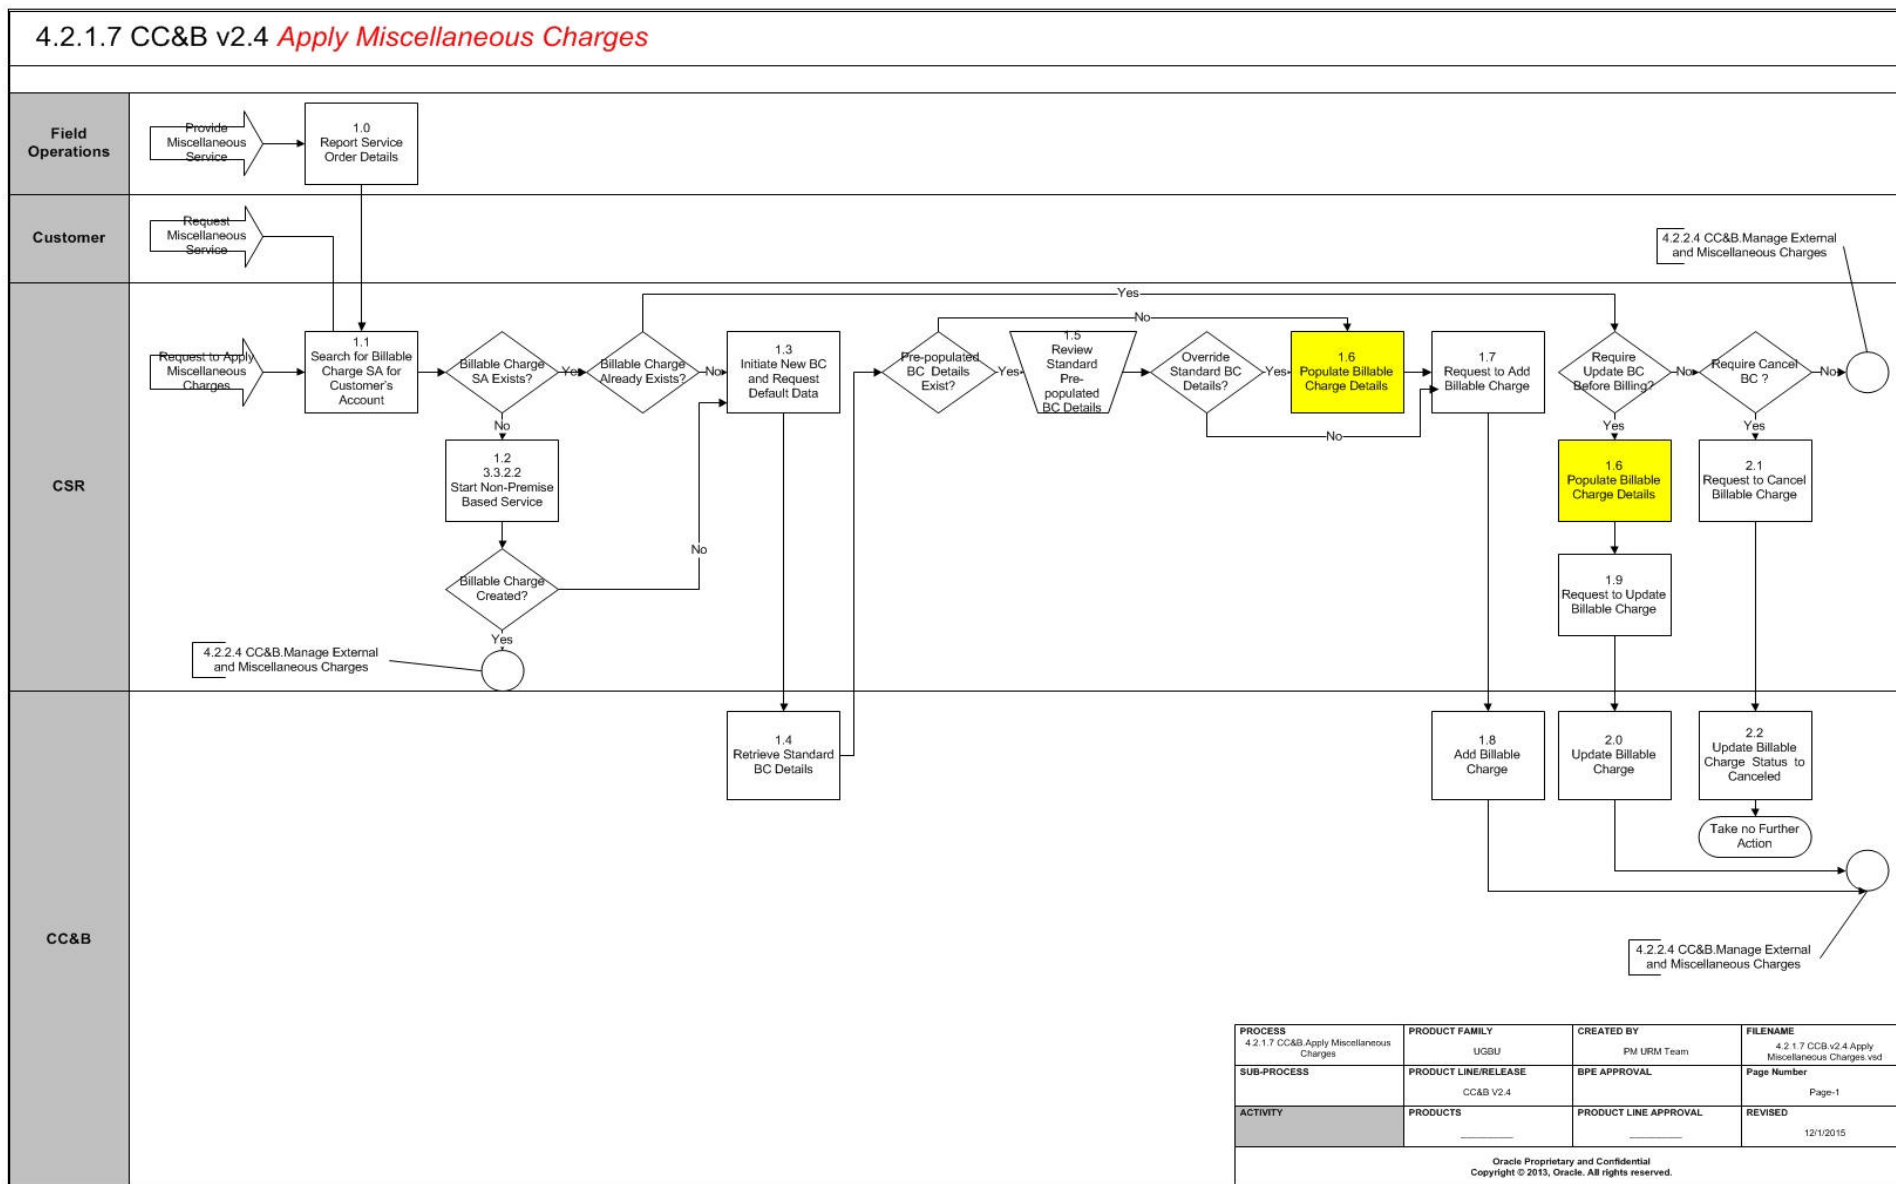 4.2.1.7 CC&B v2.4 Apply Miscellaneous Charges
Field
Operations
Provide
Miscellaneous
Service
1.0
Report Service
Order Details
Customer
Request
Miscellaneous
Service
4.2.2.4 CC&B.Manage External
and Miscellaneous Charges
CSR
Request to Apply
Miscellaneous
Charges
1.1
Search for Billable
Charge SA for
Customer's
Account
Billable Charge
SA Exists?
Yes
No
Billable Charge
Already Exists?
Yes
No
1.2
3.3.2.2
Start Non-Premise
Based Service
Billable Charge
Created?
No
Yes
4.2.2.4 CC&B.Manage External
and Miscellaneous Charges
1.3
Initiate New BC
and Request
Default Data
Pre-populated
BC Details
Exist?
No
Yes
1.5
Review
Standard
Pre-
populated
BC Details
Override
Standard BC
Details?
Yes
No
1.6
Populate Billable
Charge Details
1.7
Request to Add
Billable Charge
Require
Update BC
Before Billing?
No
Yes
1.6
Populate Billable
Charge Details
1.9
Request to Update
Billable Charge
Require Cancel
BC ?
No
Yes
2.1
Request to Cancel
Billable Charge
CC&B
1.4
Retrieve Standard
BC Details
1.8
Add Billable
Charge
2.0
Update Billable
Charge
2.2
Update Billable
Charge Status to
Canceled
Take no Further
Action
4.2.2.4 CC&B.Manage External
and Miscellaneous Charges
PROCESS
4.2.1.7 CC&B.Apply Miscellaneous
Charges
PRODUCT FAMILY
UGBU
CREATED BY
PM URM Team
FILENAME
4.2.1.7 CCB.v2.4.Apply
Miscellaneous Charges.vsd
SUB-PROCESS
PRODUCT LINE/RELEASE
CC&B V2.4
BPE APPROVAL
Page Number
Page-1
ACTIVITY
PRODUCTS
PRODUCT LINE APPROVAL
REVISED
12/1/2015
Oracle Proprietary and Confidential
Copyright © 2013, Oracle. All rights reserved.